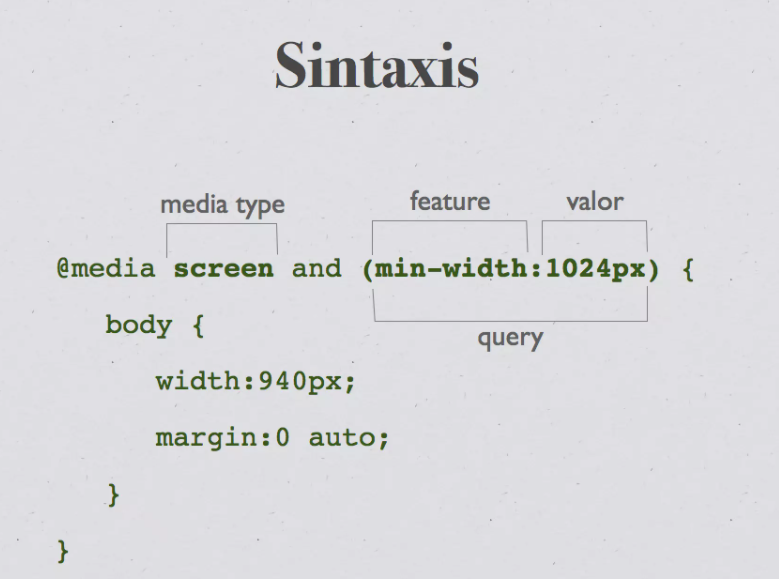 Sintaxis
media type feature valor
@media screen and (min-width:1024px) {
query
body {
width:940px;
margin:0 auto;
}
}